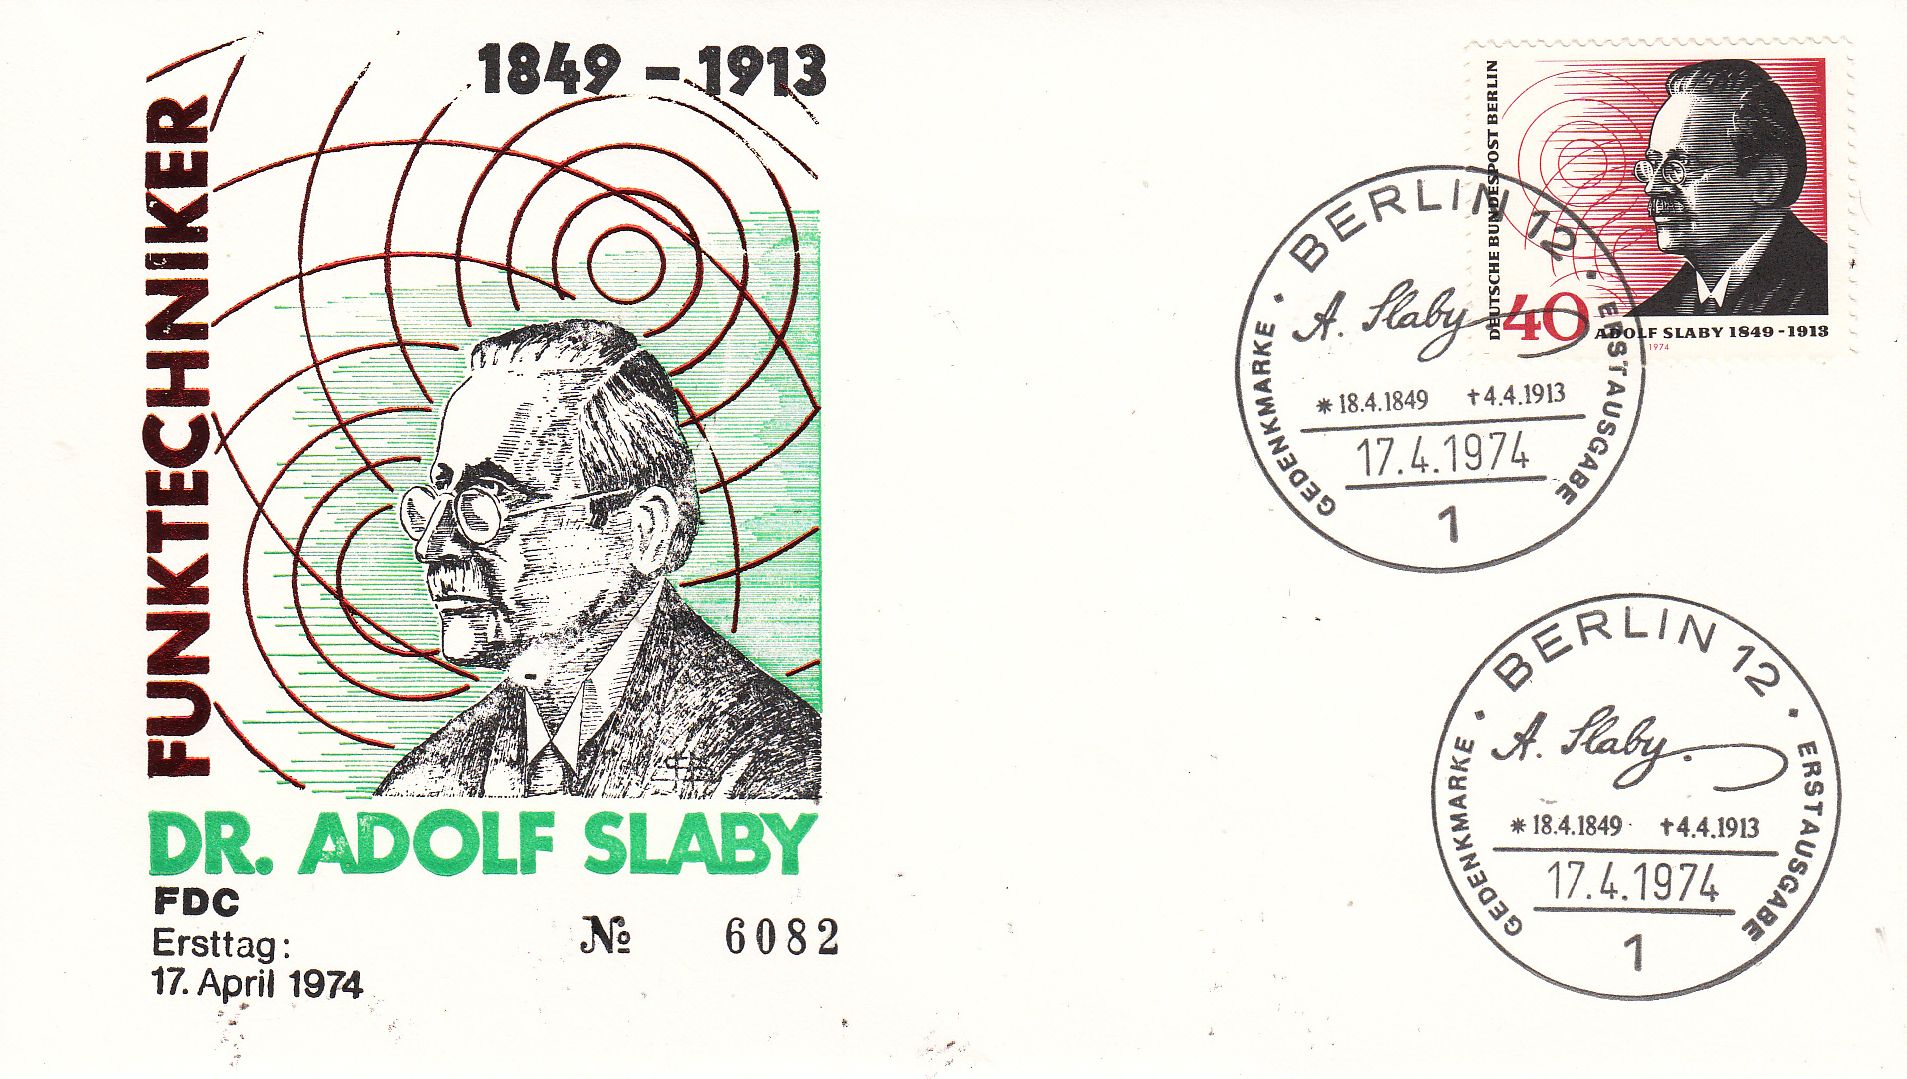 1849 - 1913
FUNKTECHNIKER
DR. ADOLF SLABY
FDC
Ersttag:
17. April 1974
№ 6082
DEUTSCHE BUNDESPOST BERLIN
40
ADOLF SLABY 1849-1913
1974
BERLIN 12
A. Slaby
* 18.4.1849 † 4.4.1913
17.4.1974
1
GEDENKMARKE · ERSTAUSGABE
BERLIN 12
A. Slaby.
* 18.4.1849 † 4.4.1913
17.4.1974
1
GEDENKMARKE · ERSTAUSGABE